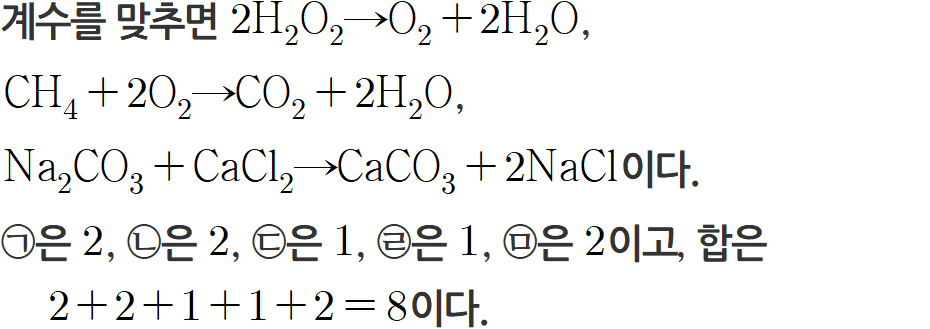 계수를 맞추면 2H₂O₂→O₂+2H₂O,
CH₄+2O₂→CO₂+2H₂O,
Na₂CO₃+CaCl₂→CaCO₃+2NaCl이다.
㉠은 2, ㉡은 2, ㉢은 1, ㉣은 1, ㉤은 2이고, 합은
2+2+1+1+2=8이다.